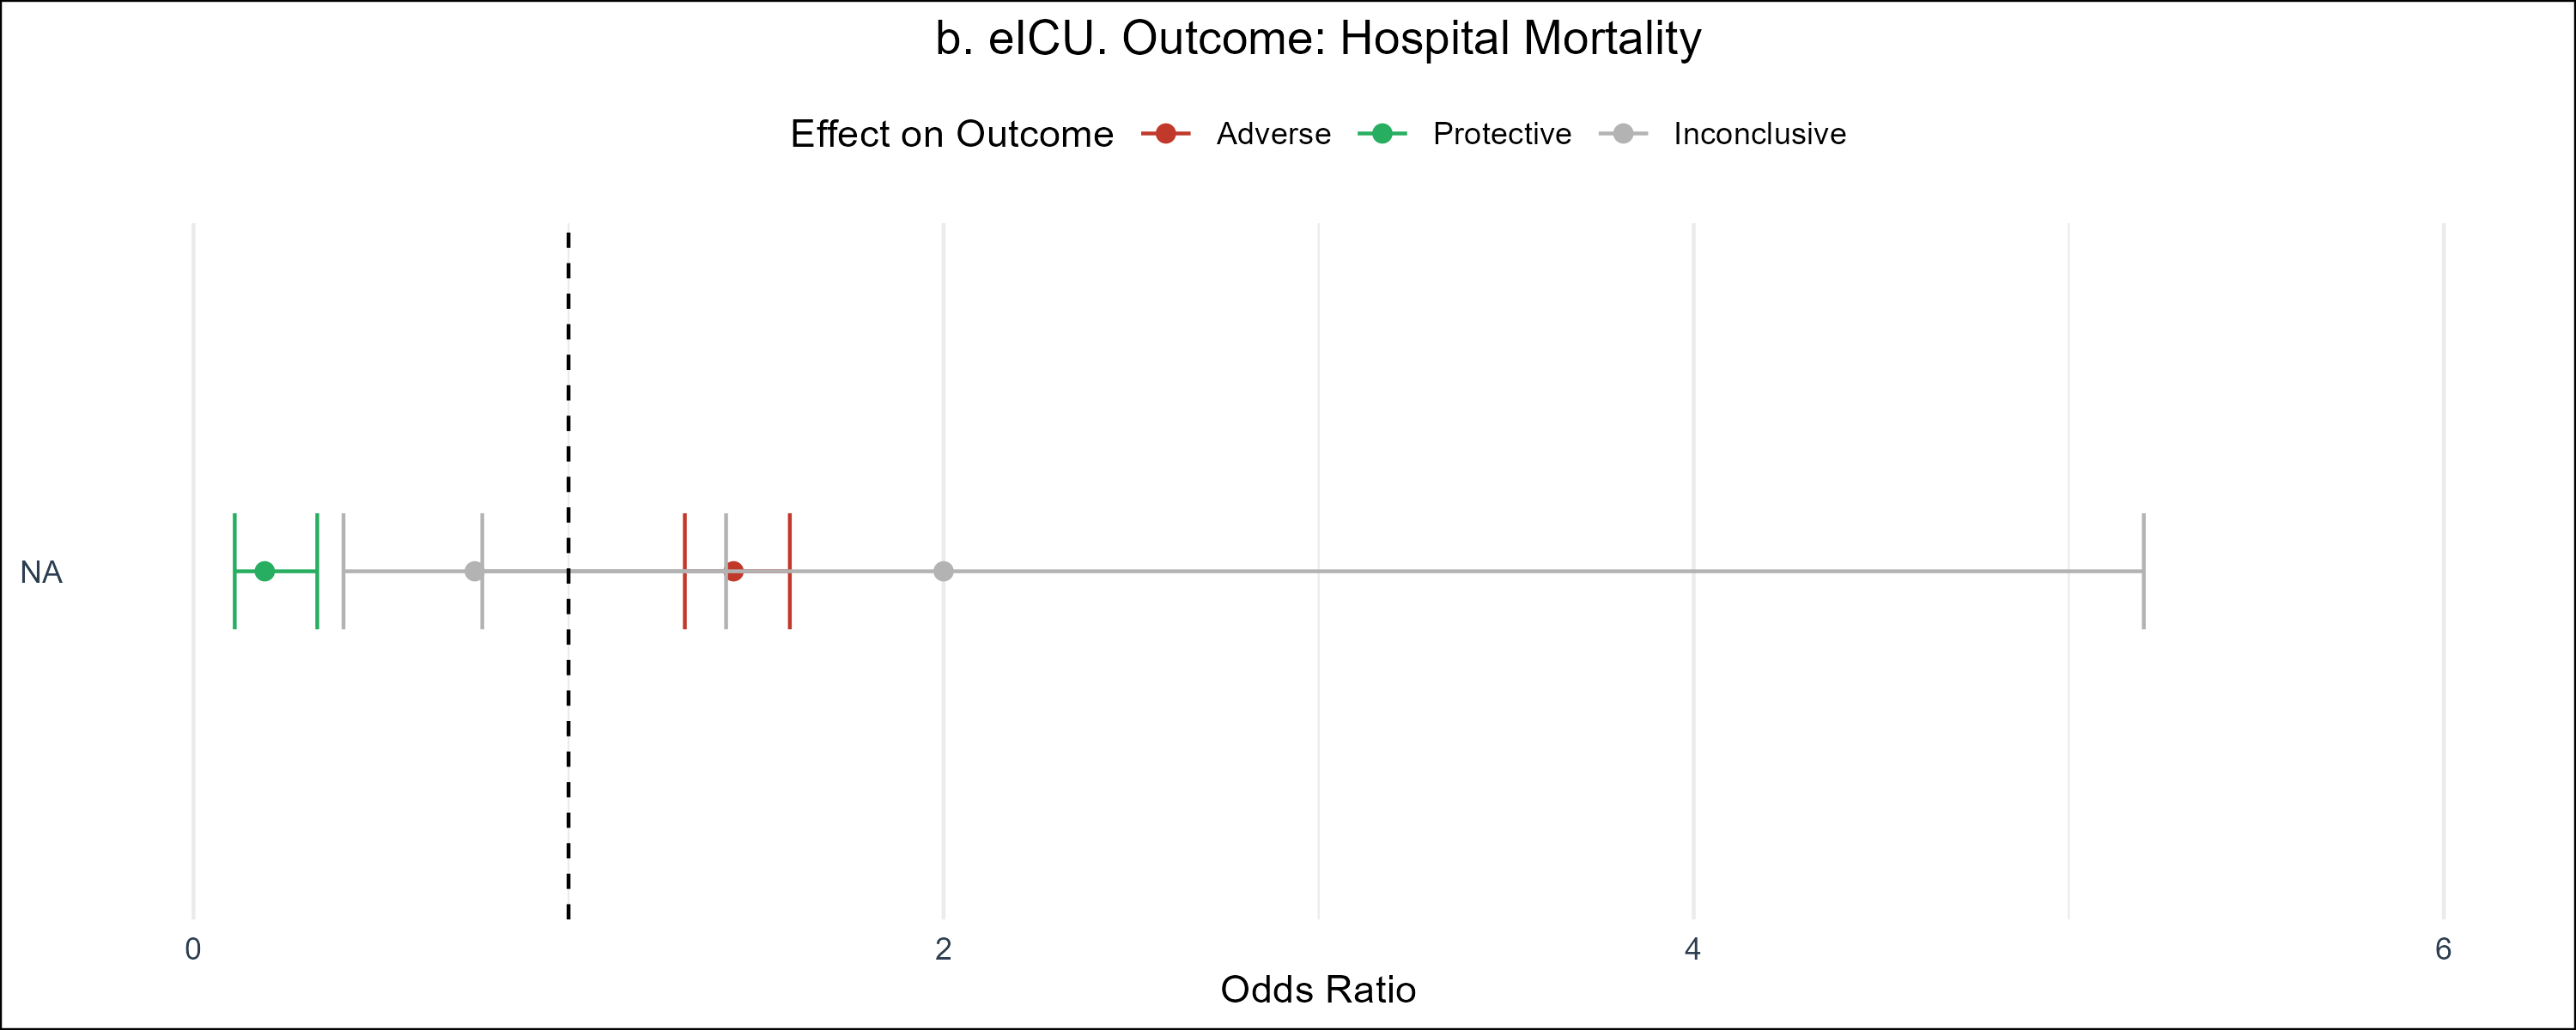 b. eICU. Outcome: Hospital Mortality
Effect on Outcome Adverse Protective Inconclusive
NA
0 2 4 6
Odds Ratio